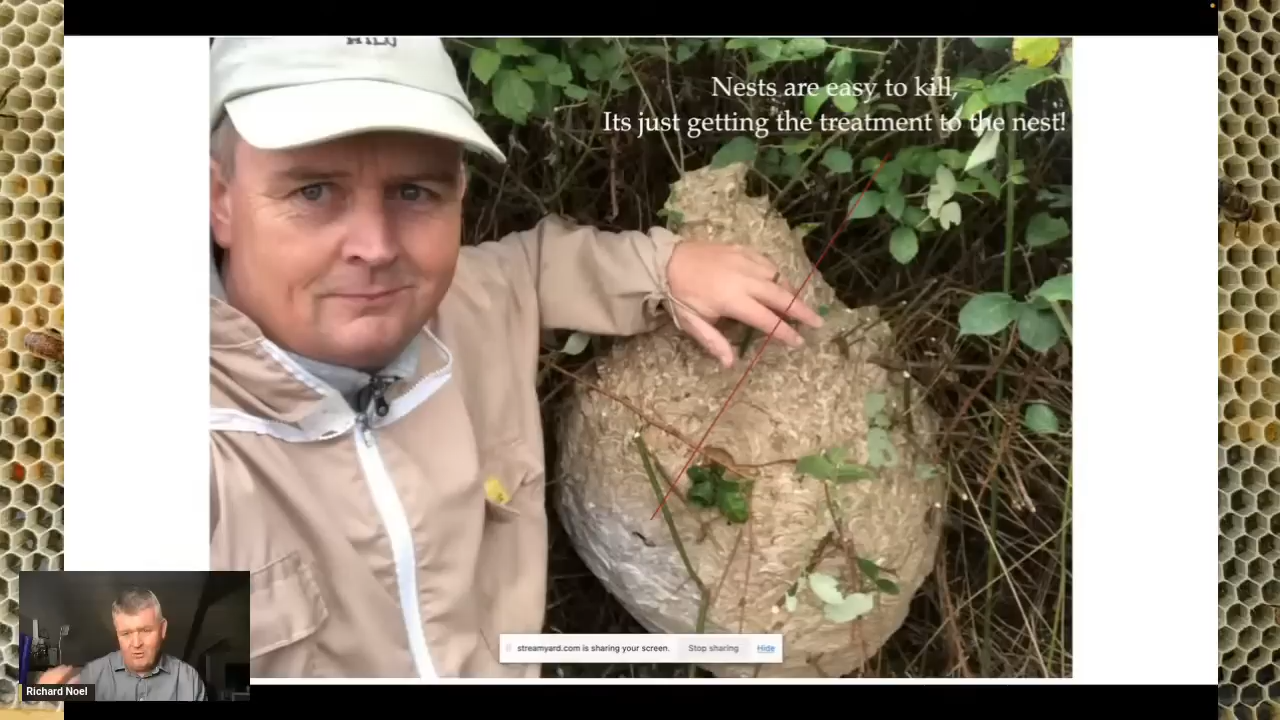 Nests are easy to kill,
Its just getting the treatment to the nest!
streamyard.com is sharing your screen. Stop sharing Hide
Richard Noel